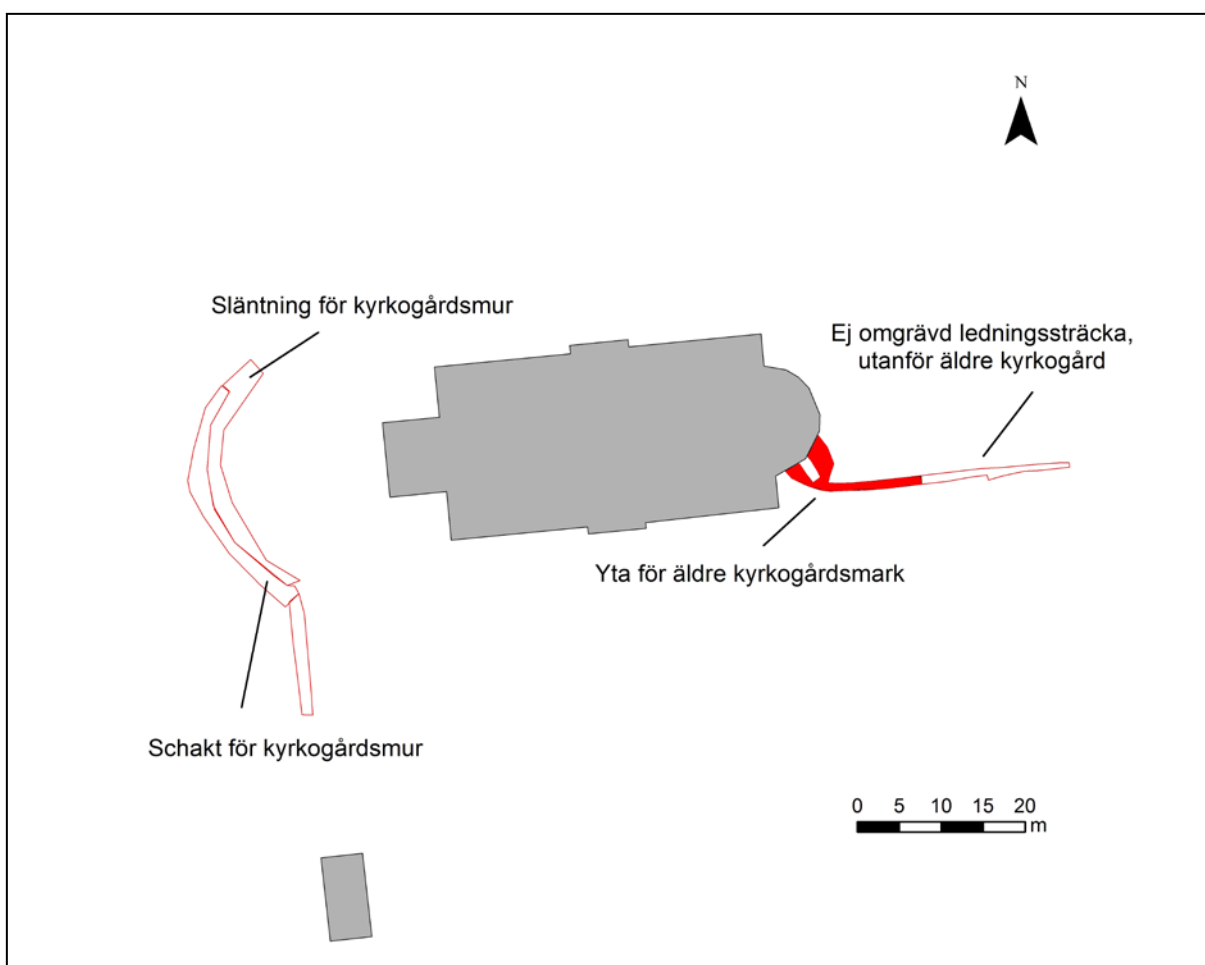 N
Släntning för kyrkogårdsmur
Ej omgrävd ledningssträcka,
utanför äldre kyrkogård
Yta för äldre kyrkogårdsmark
Schakt för kyrkogårdsmur
0 5 10 15 20
m